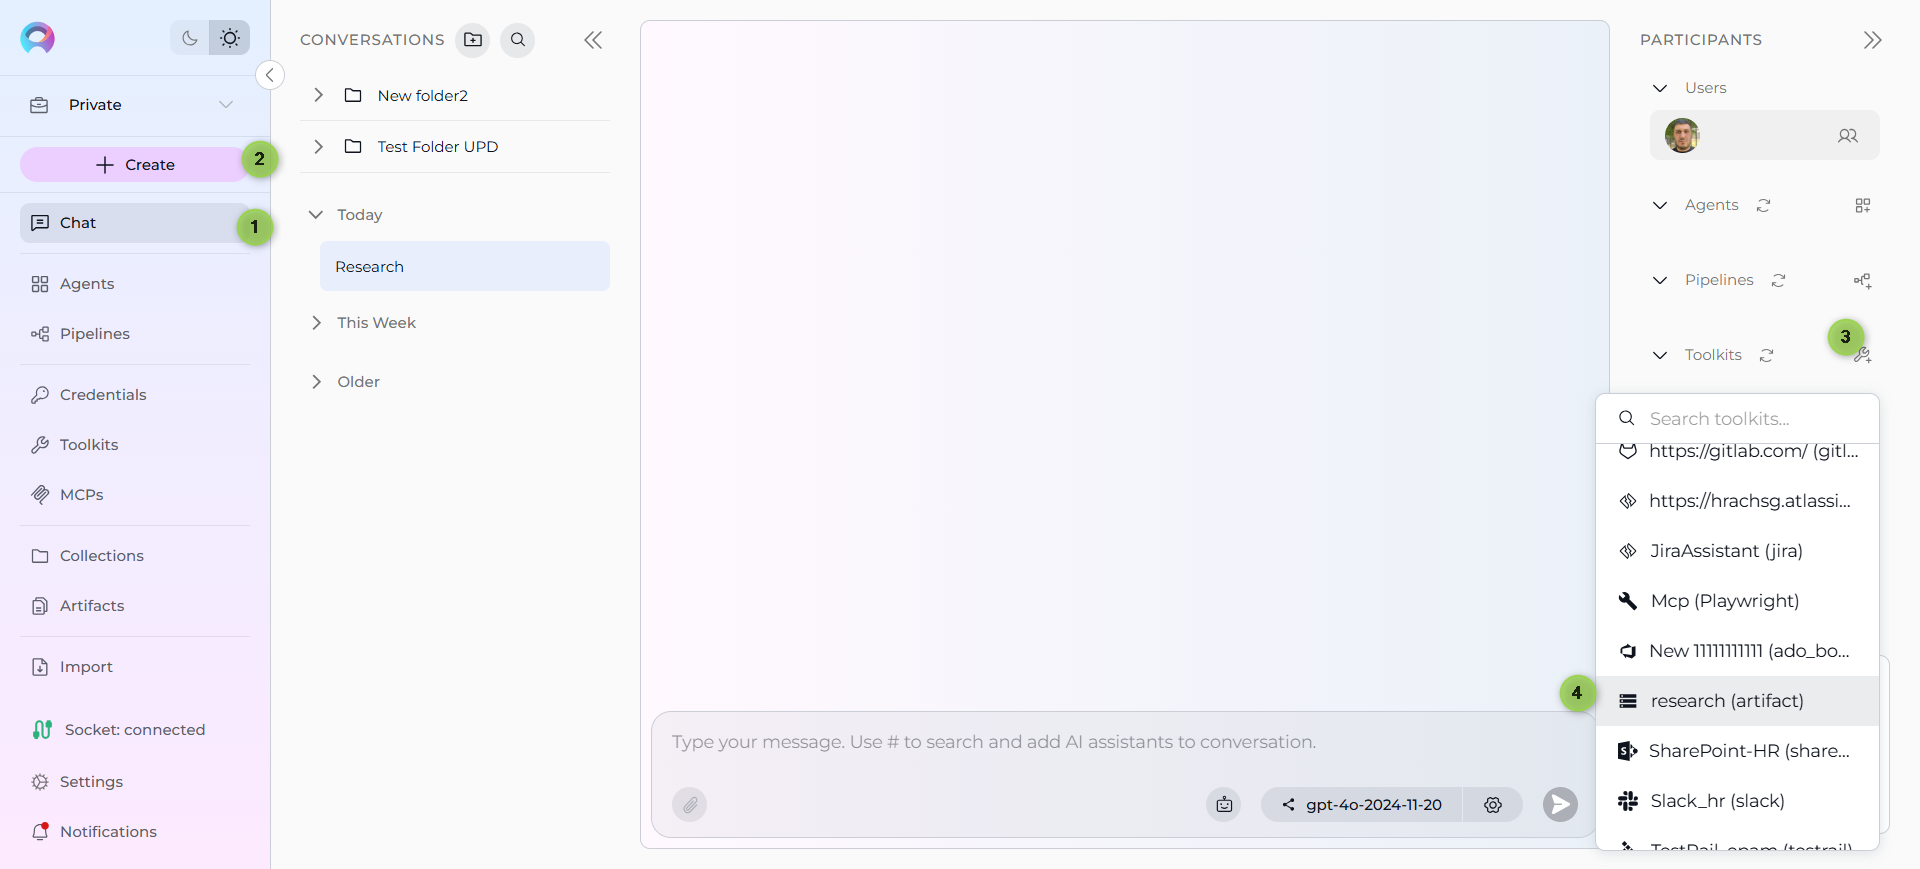 Private
Create
2
Chat
1
Agents
Pipelines
Credentials
Toolkits
MCPs
Collections
Artifacts
Import
Socket: connected
Settings
Notifications
CONVERSATIONS
New folder2
Test Folder UPD
Today
Research
This Week
Older
Type your message. Use # to search and add AI assistants to conversation.
gpt-4o-2024-11-20
PARTICIPANTS
Users
Agents
Pipelines
3
Toolkits
Search toolkits...
https://gitlab.com/ (gitl...
https://hrachsg.atlassi...
JiraAssistant (jira)
Mcp (Playwright)
New 11111111111 (ado_bo...
4
research (artifact)
SharePoint-HR (share...
Slack_hr (slack)
TestRail_epam (testrail)